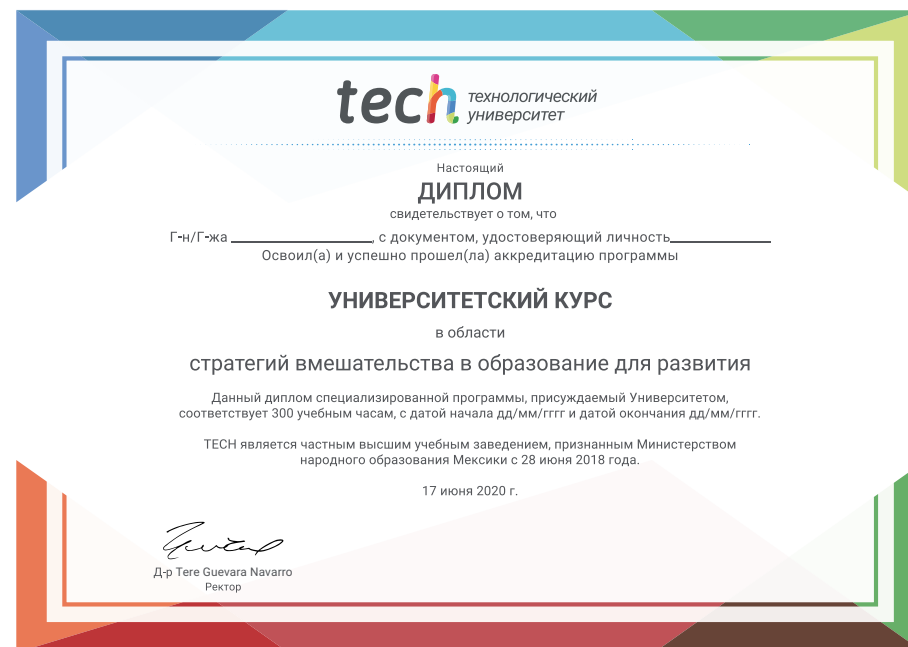 tech технологический
университет
Настоящий
ДИПЛОМ
свидетельствует о том, что
Г-н/Г-жа ____________________, с документом, удостоверяющий личность______________
Освоил(а) и успешно прошел(ла) аккредитацию программы
УНИВЕРСИТЕТСКИЙ КУРС
в области
стратегий вмешательства в образование для развития
Данный диплом специализированной программы, присуждаемый Университетом,
соответствует 300 учебным часам, с датой начала дд/мм/гггг и датой окончания дд/мм/гггг.
TECH является частным высшим учебным заведением, признанным Министерством
народного образования Мексики с 28 июня 2018 года.
17 июня 2020 г.
Д-р Tere Guevara Navarro
Ректор